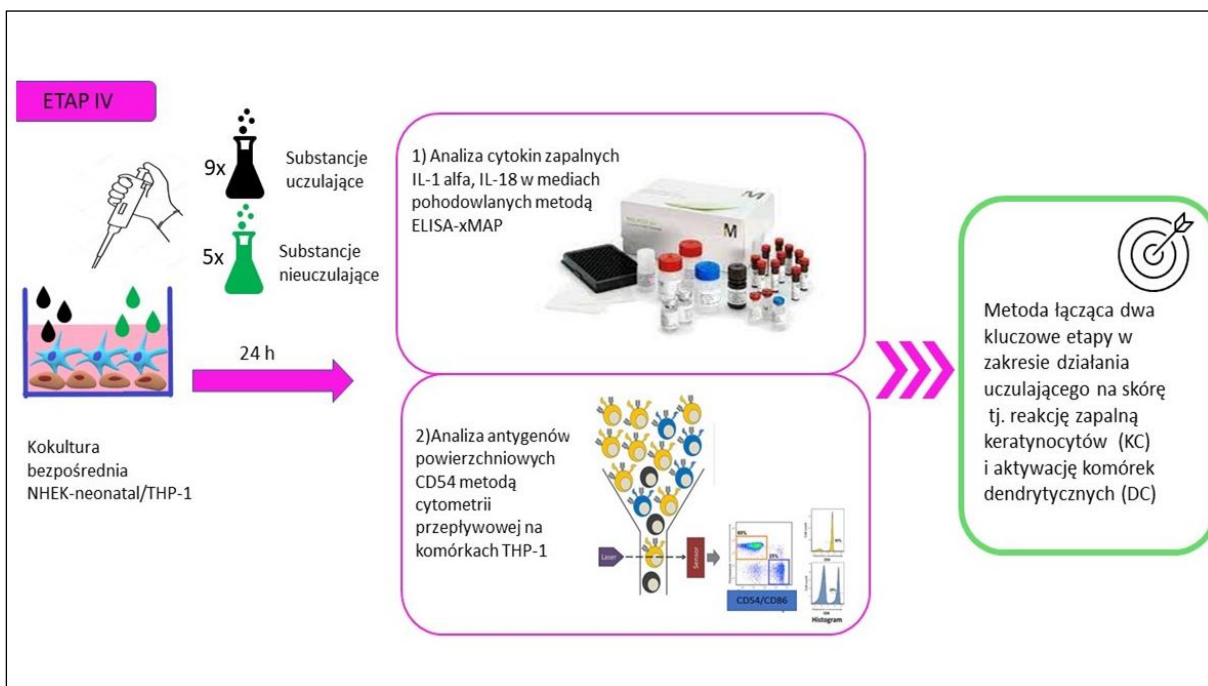 ETAP IV
9x
Substancje
uczulające
5x
Substancje
nieuczulające
24 h
Kokultura
bezpośrednia
NHEK-neonatal/THP-1
1) Analiza cytokin zapalnych
IL-1 alfa, IL-18 w mediach
pohodowlanych metodą
ELISA-xMAP
M
2)Analiza antygenów
powierzchniowych
CD54 metodą
cytometrii
przepływowej na
komórkach THP-1
Laser
Sensor
CD54/CD86
Histogram
Metoda łącząca dwa
kluczowe etapy w
zakresie działania
uczulającego na skórę
tj. reakcję zapalną
keratynocytów (KC)
i aktywację komórek
dendrytycznych (DC)